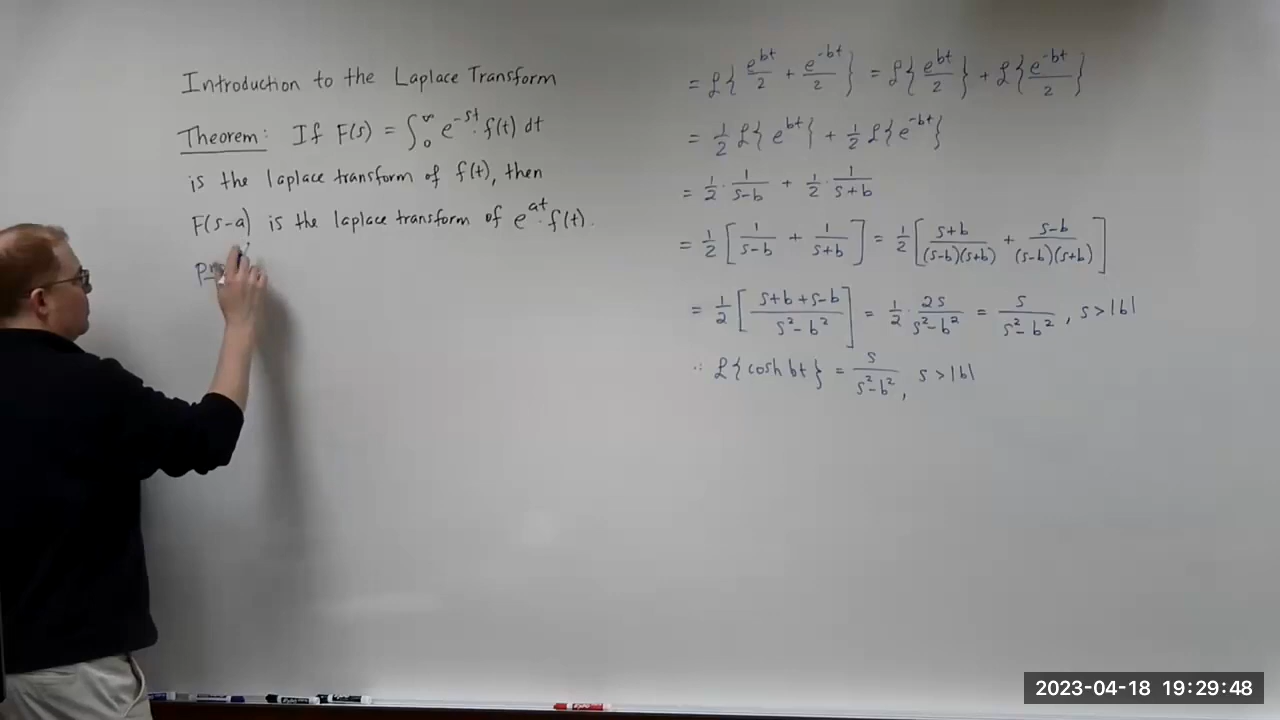 Introduction to the Laplace Transform
Theorem: If F(s) = ∫₀^∞ e^{-st}·f(t) dt
is the laplace transform of f(t), then
F(s-a) is the laplace transform of e^{at}·f(t).
= ℒ{e^{bt}/2 + e^{-bt}/2} = ℒ{e^{bt}/2} + ℒ{e^{-bt}/2}
= 1/2 ℒ{e^{bt}} + 1/2 ℒ{e^{-bt}}
= 1/2 · 1/(s-b) + 1/2 · 1/(s+b)
= 1/2 [1/(s-b) + 1/(s+b)] = 1/2 [(s+b)/((s-b)(s+b)) + (s-b)/((s-b)(s+b))]
= 1/2 [(s+b+s-b)/(s²-b²)] = 1/2 · 2s/(s²-b²) = s/(s²-b²), s>|b|
∴ ℒ{cosh bt} = s/(s²-b²), s>|b|
2023-04-18 19:29:48